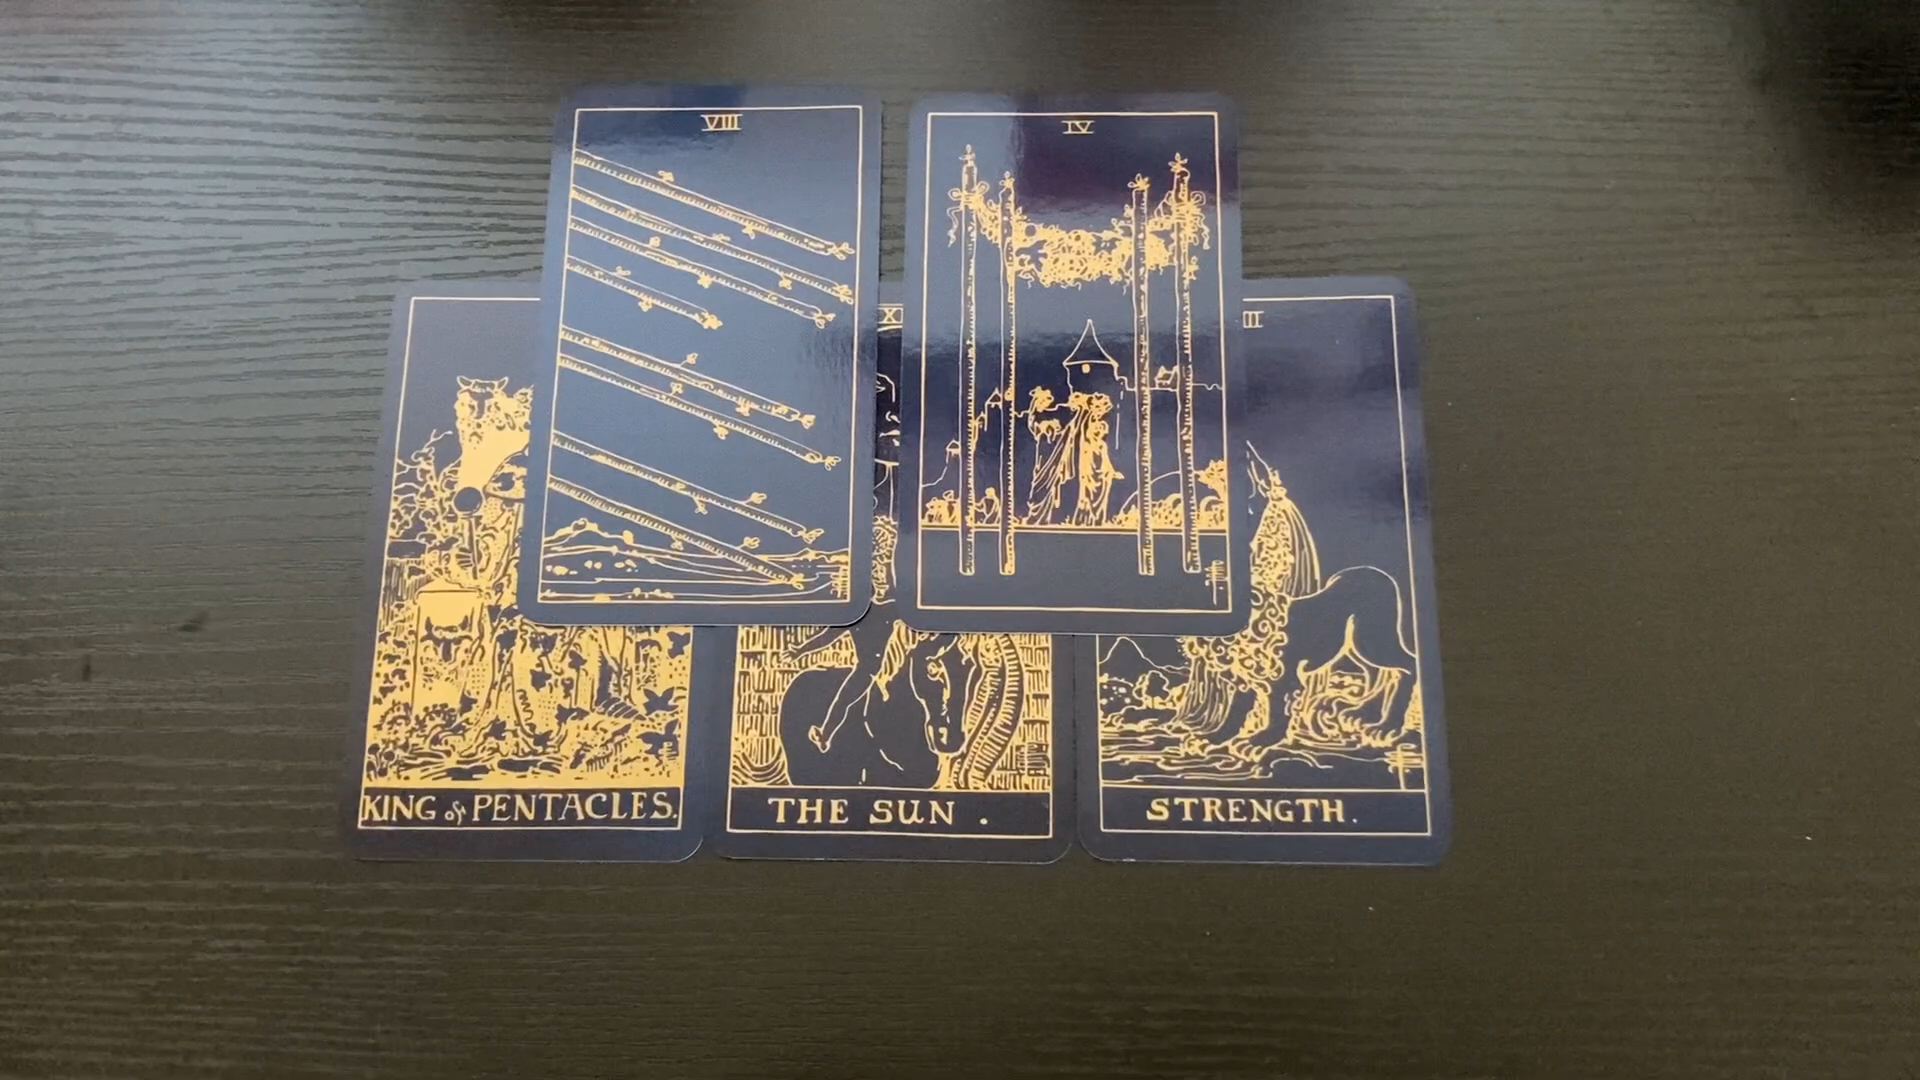 VIII
IV
KING of PENTACLES.
THE SUN .
STRENGTH.